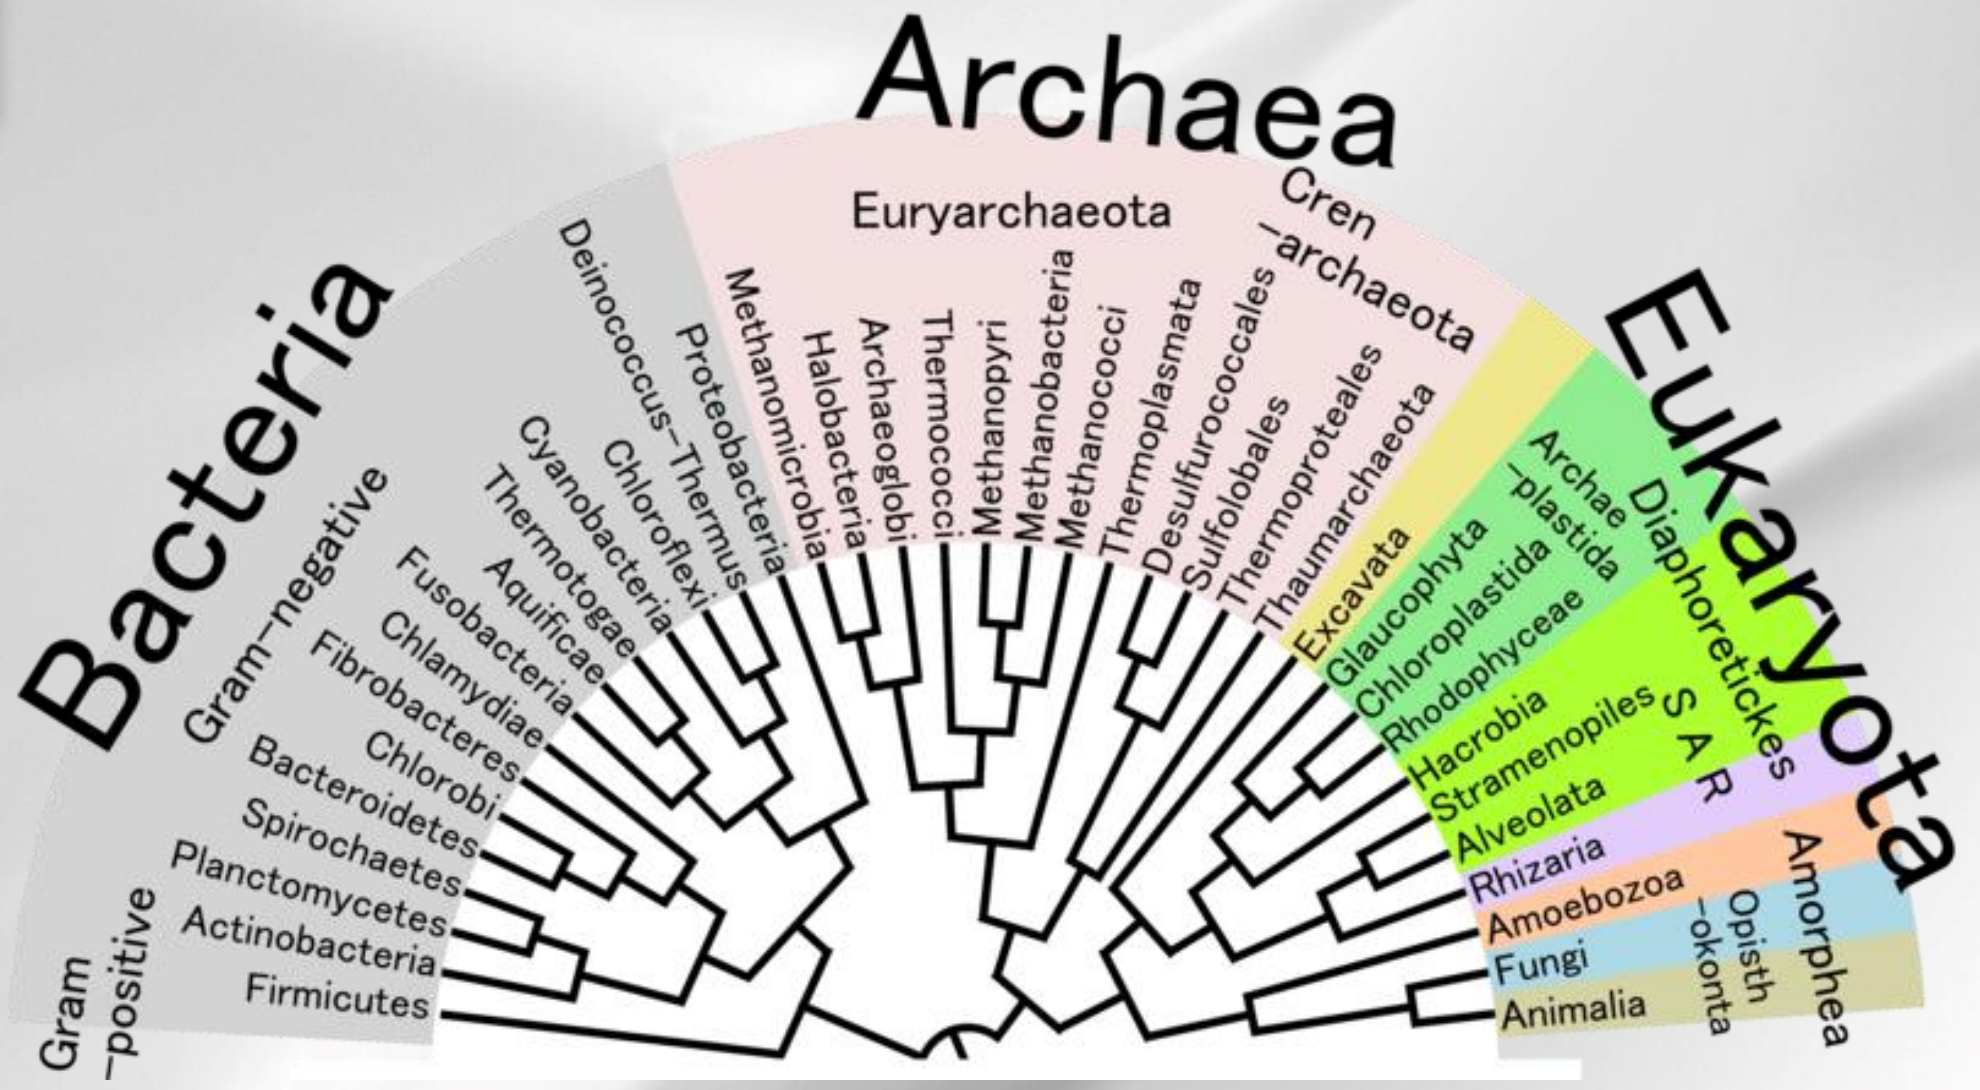 Bacteria
Archaea
Eukaryota
Gram
-positive
Gram-negative
Euryarchaeota
Cren
-archaeota
Firmicutes
Actinobacteria
Planctomycetes
Spirochaetes
Bacteroidetes
Chlorobi
Fibrobacteres
Chlamydiae
Fusobacteria
Aquificae
Thermotogae
Cyanobacteria
Chloroflexi
Deinococcus-Thermus
Proteobacteria
Methanomicrobia
Halobacteria
Archaeoglobi
Thermococci
Methanopyri
Methanobacteria
Methanococci
Thermoplasmata
Desulfurococcales
Sulfolobales
Thermoproteales
Thaumarchaeota
Excavata
Glaucophyta
Chloroplastida
Rhodophyceae
Hacrobia
Stramenopiles
Alveolata
Rhizaria
Amoebozoa
Fungi
Animalia
Archae
-plastida
Diaphoretickes
SAR
Amorphea
Opisth
-okonta